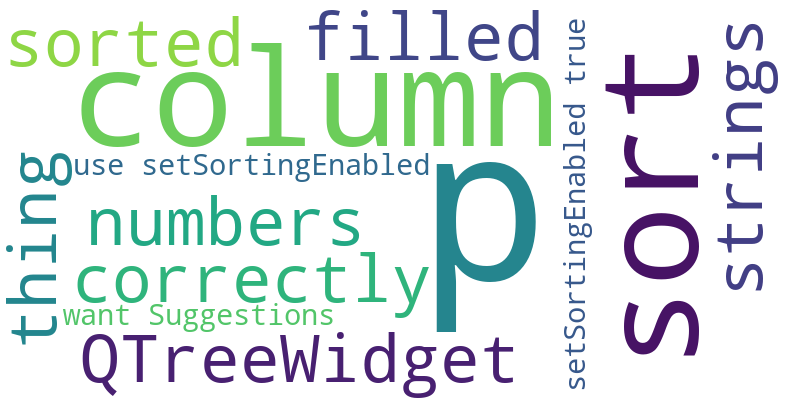 sorted
filled
column
use setSortingEnabled
p
numbers
correctly
want Suggestions
QTreeWidget
thing
setSortingEnabled true
sort
strings